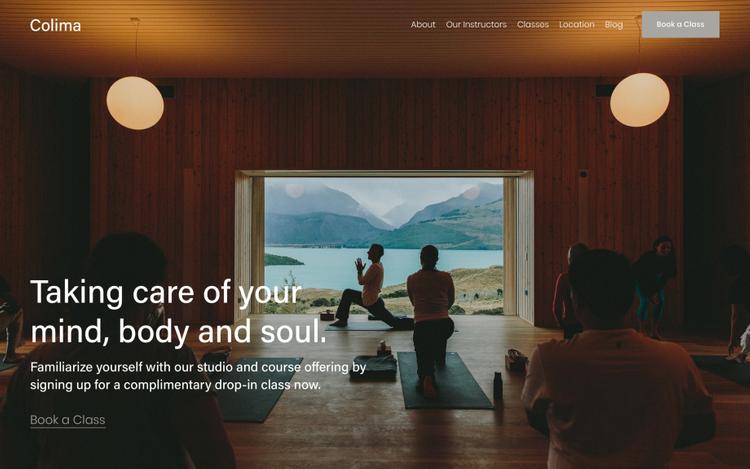 Colima
About Our Instructors Classes Location Blog Book a Class
Taking care of your
mind, body and soul.
Familiarize yourself with our studio and course offering by
signing up for a complimentary drop-in class now.
Book a Class